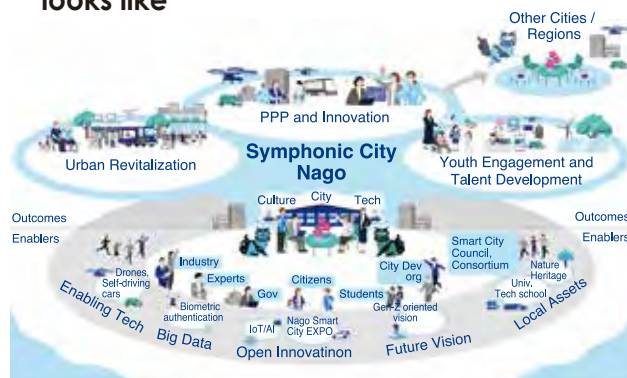 looks like
Other Cities /
Regions
PPP and Innovation
Urban Revitalization
Symphonic City
Nago
Youth Engagement and
Talent Development
Culture
City
Tech
Outcomes
Enablers
Outcomes
Enablers
Industry
Experts
Gov
Citizens
Students
City Dev
org
Smart City
Council,
Consortium
Drones,
Self-driving
cars
Biometric
authentication
IoT/AI
Nago Smart
City EXPO
Gen-Z oriented
vision
Nature
Heritage
Univ.
Tech school
Enabling Tech
Big Data
Open Innovatinon
Future Vision
Local Assets